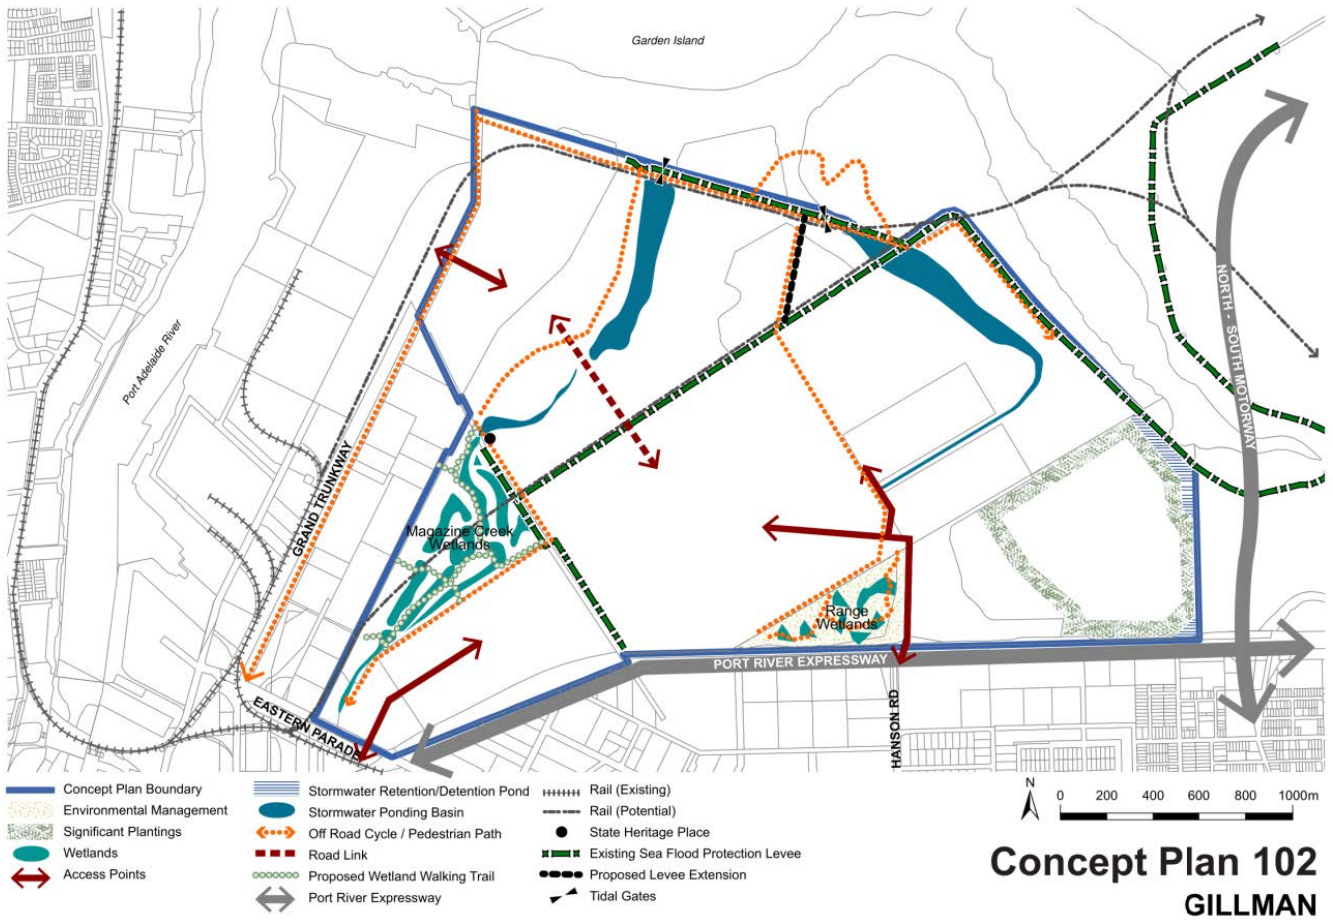 Garden Island
Port Adelaide River
GRAND TRUNKWAY
NORTH - SOUTH MOTORWAY
Magazine Creek
Wetlands
Range
Wetlands
PORT RIVER EXPRESSWAY
HANSON RD
EASTERN PARADE
Concept Plan Boundary
Environmental Management
Significant Plantings
Wetlands
Access Points
Stormwater Retention/Detention Pond
Stormwater Ponding Basin
Off Road Cycle / Pedestrian Path
Road Link
Proposed Wetland Walking Trail
Port River Expressway
Rail (Existing)
Rail (Potential)
State Heritage Place
Existing Sea Flood Protection Levee
Proposed Levee Extension
Tidal Gates
N
0 200 400 600 800 1000m
Concept Plan 102
GILLMAN